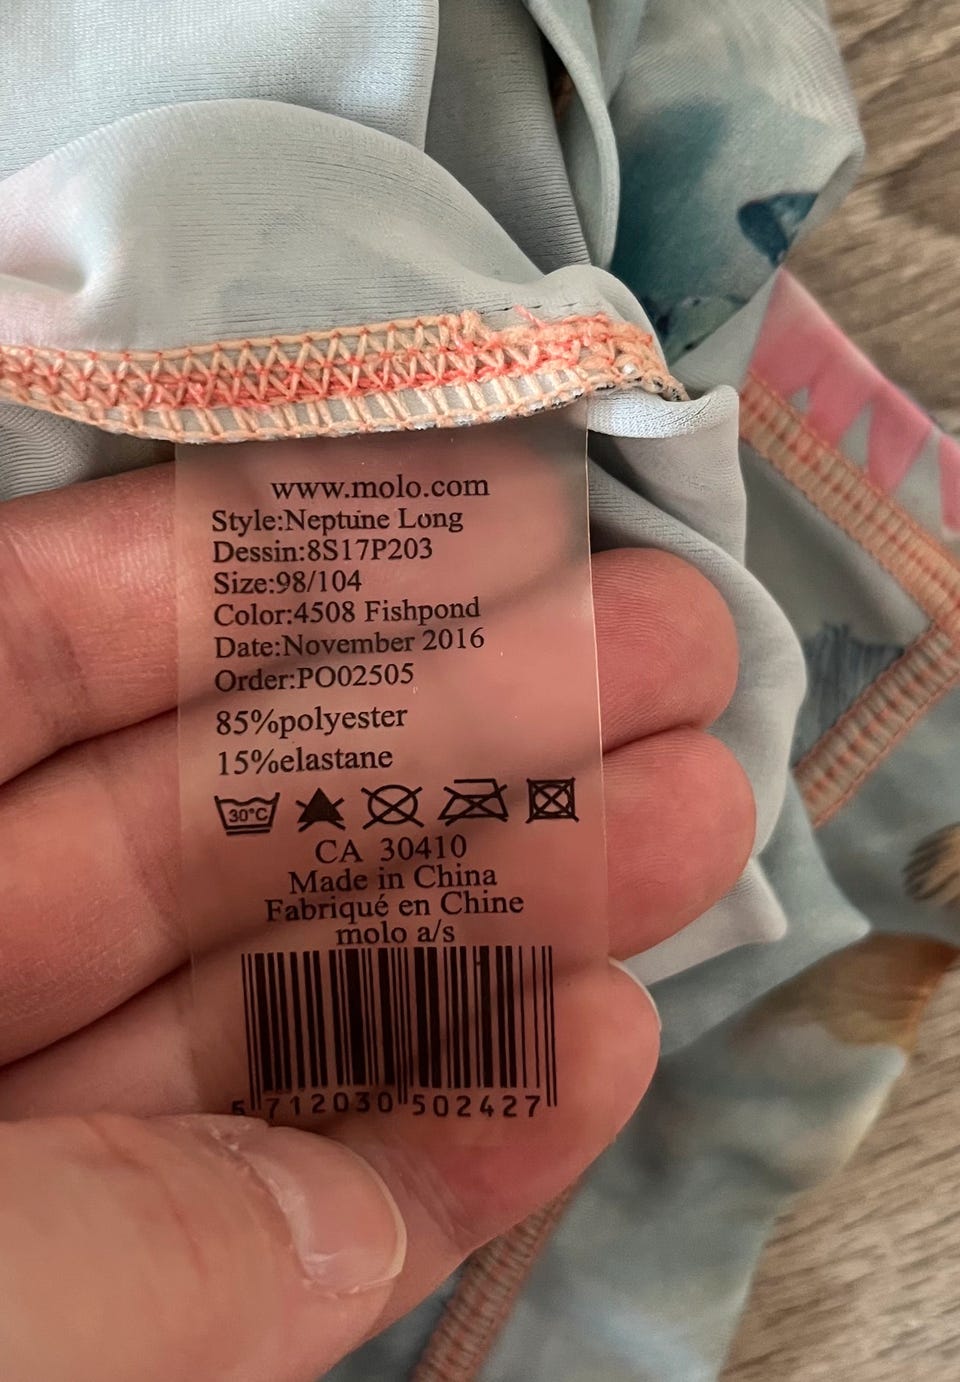 www.molo.com
Style:Neptune Long
Dessin:8S17P203
Size:98/104
Color:4508 Fishpond
Date:November 2016
Order:PO02505
85%polyester
15%elastane
30°C
CA 30410
Made in China
Fabriqué en Chine
molo a/s
5 712030 502427